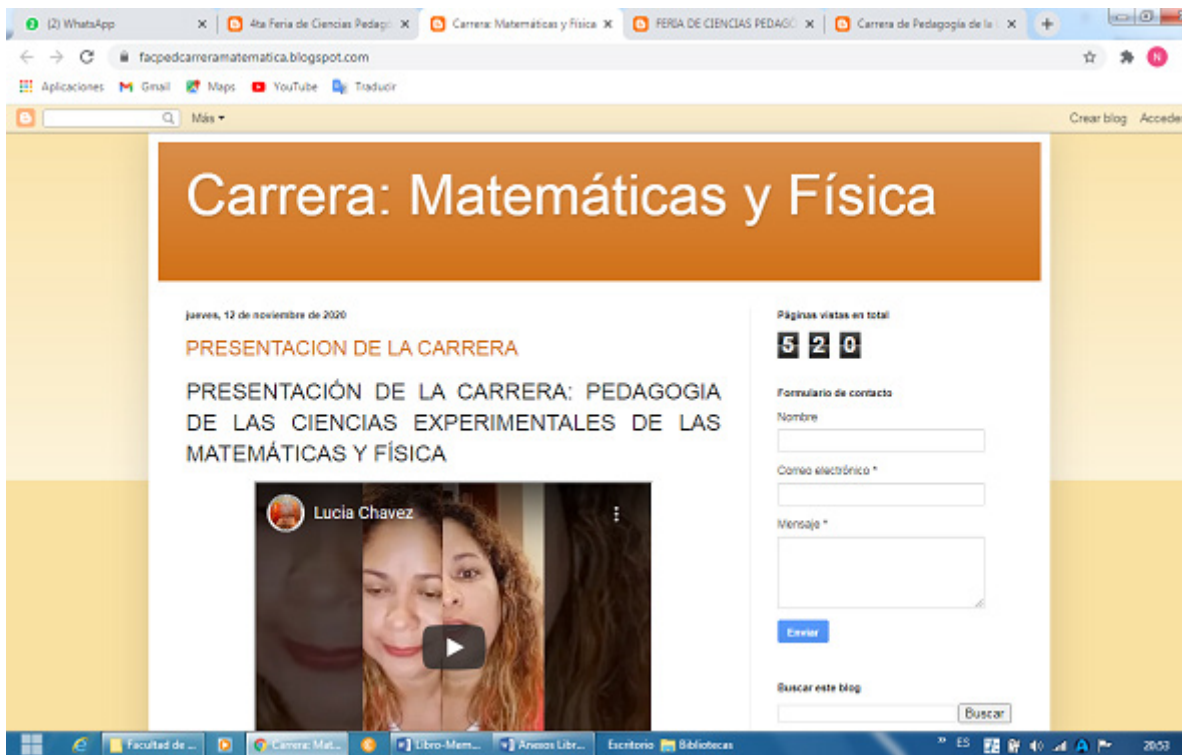 (2) WhatsApp
4ta Feria de Ciencias Pedag
Carrera: Matemáticas y Física
FERIA DE CIENCIAS PEDAGÓ
Carrera de Pedagogía de la
facpedcarreramatematica.blogspot.com
N
Aplicaciones Gmail Maps YouTube Traducir
Más Crear blog Accede
Carrera: Matemáticas y Física
jueves, 12 de noviembre de 2020
PRESENTACION DE LA CARRERA
PRESENTACIÓN DE LA CARRERA: PEDAGOGIA
DE LAS CIENCIAS EXPERIMENTALES DE LAS
MATEMÁTICAS Y FÍSICA
Lucia Chavez
Páginas vistas en total
520
Formulario de contacto
Nombre
Correo electrónico *
Mensaje *
Enviar
Buscar este blog
Buscar
Facultad de ... Carrera: Mat... Libro-Mem... Anexos Libr... Escritorio Bibliotecas » ES 20:53